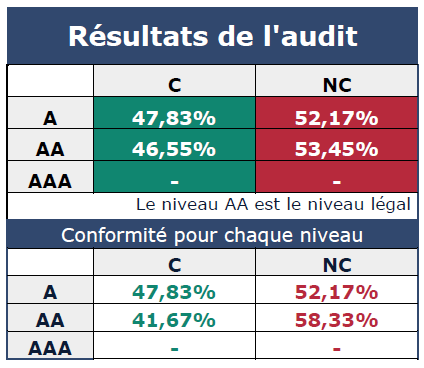 Résultats de l'audit
C NC
A 47,83% 52,17%
AA 46,55% 53,45%
AAA - -
Le niveau AA est le niveau légal
Conformité pour chaque niveau
C NC
A 47,83% 52,17%
AA 41,67% 58,33%
AAA - -